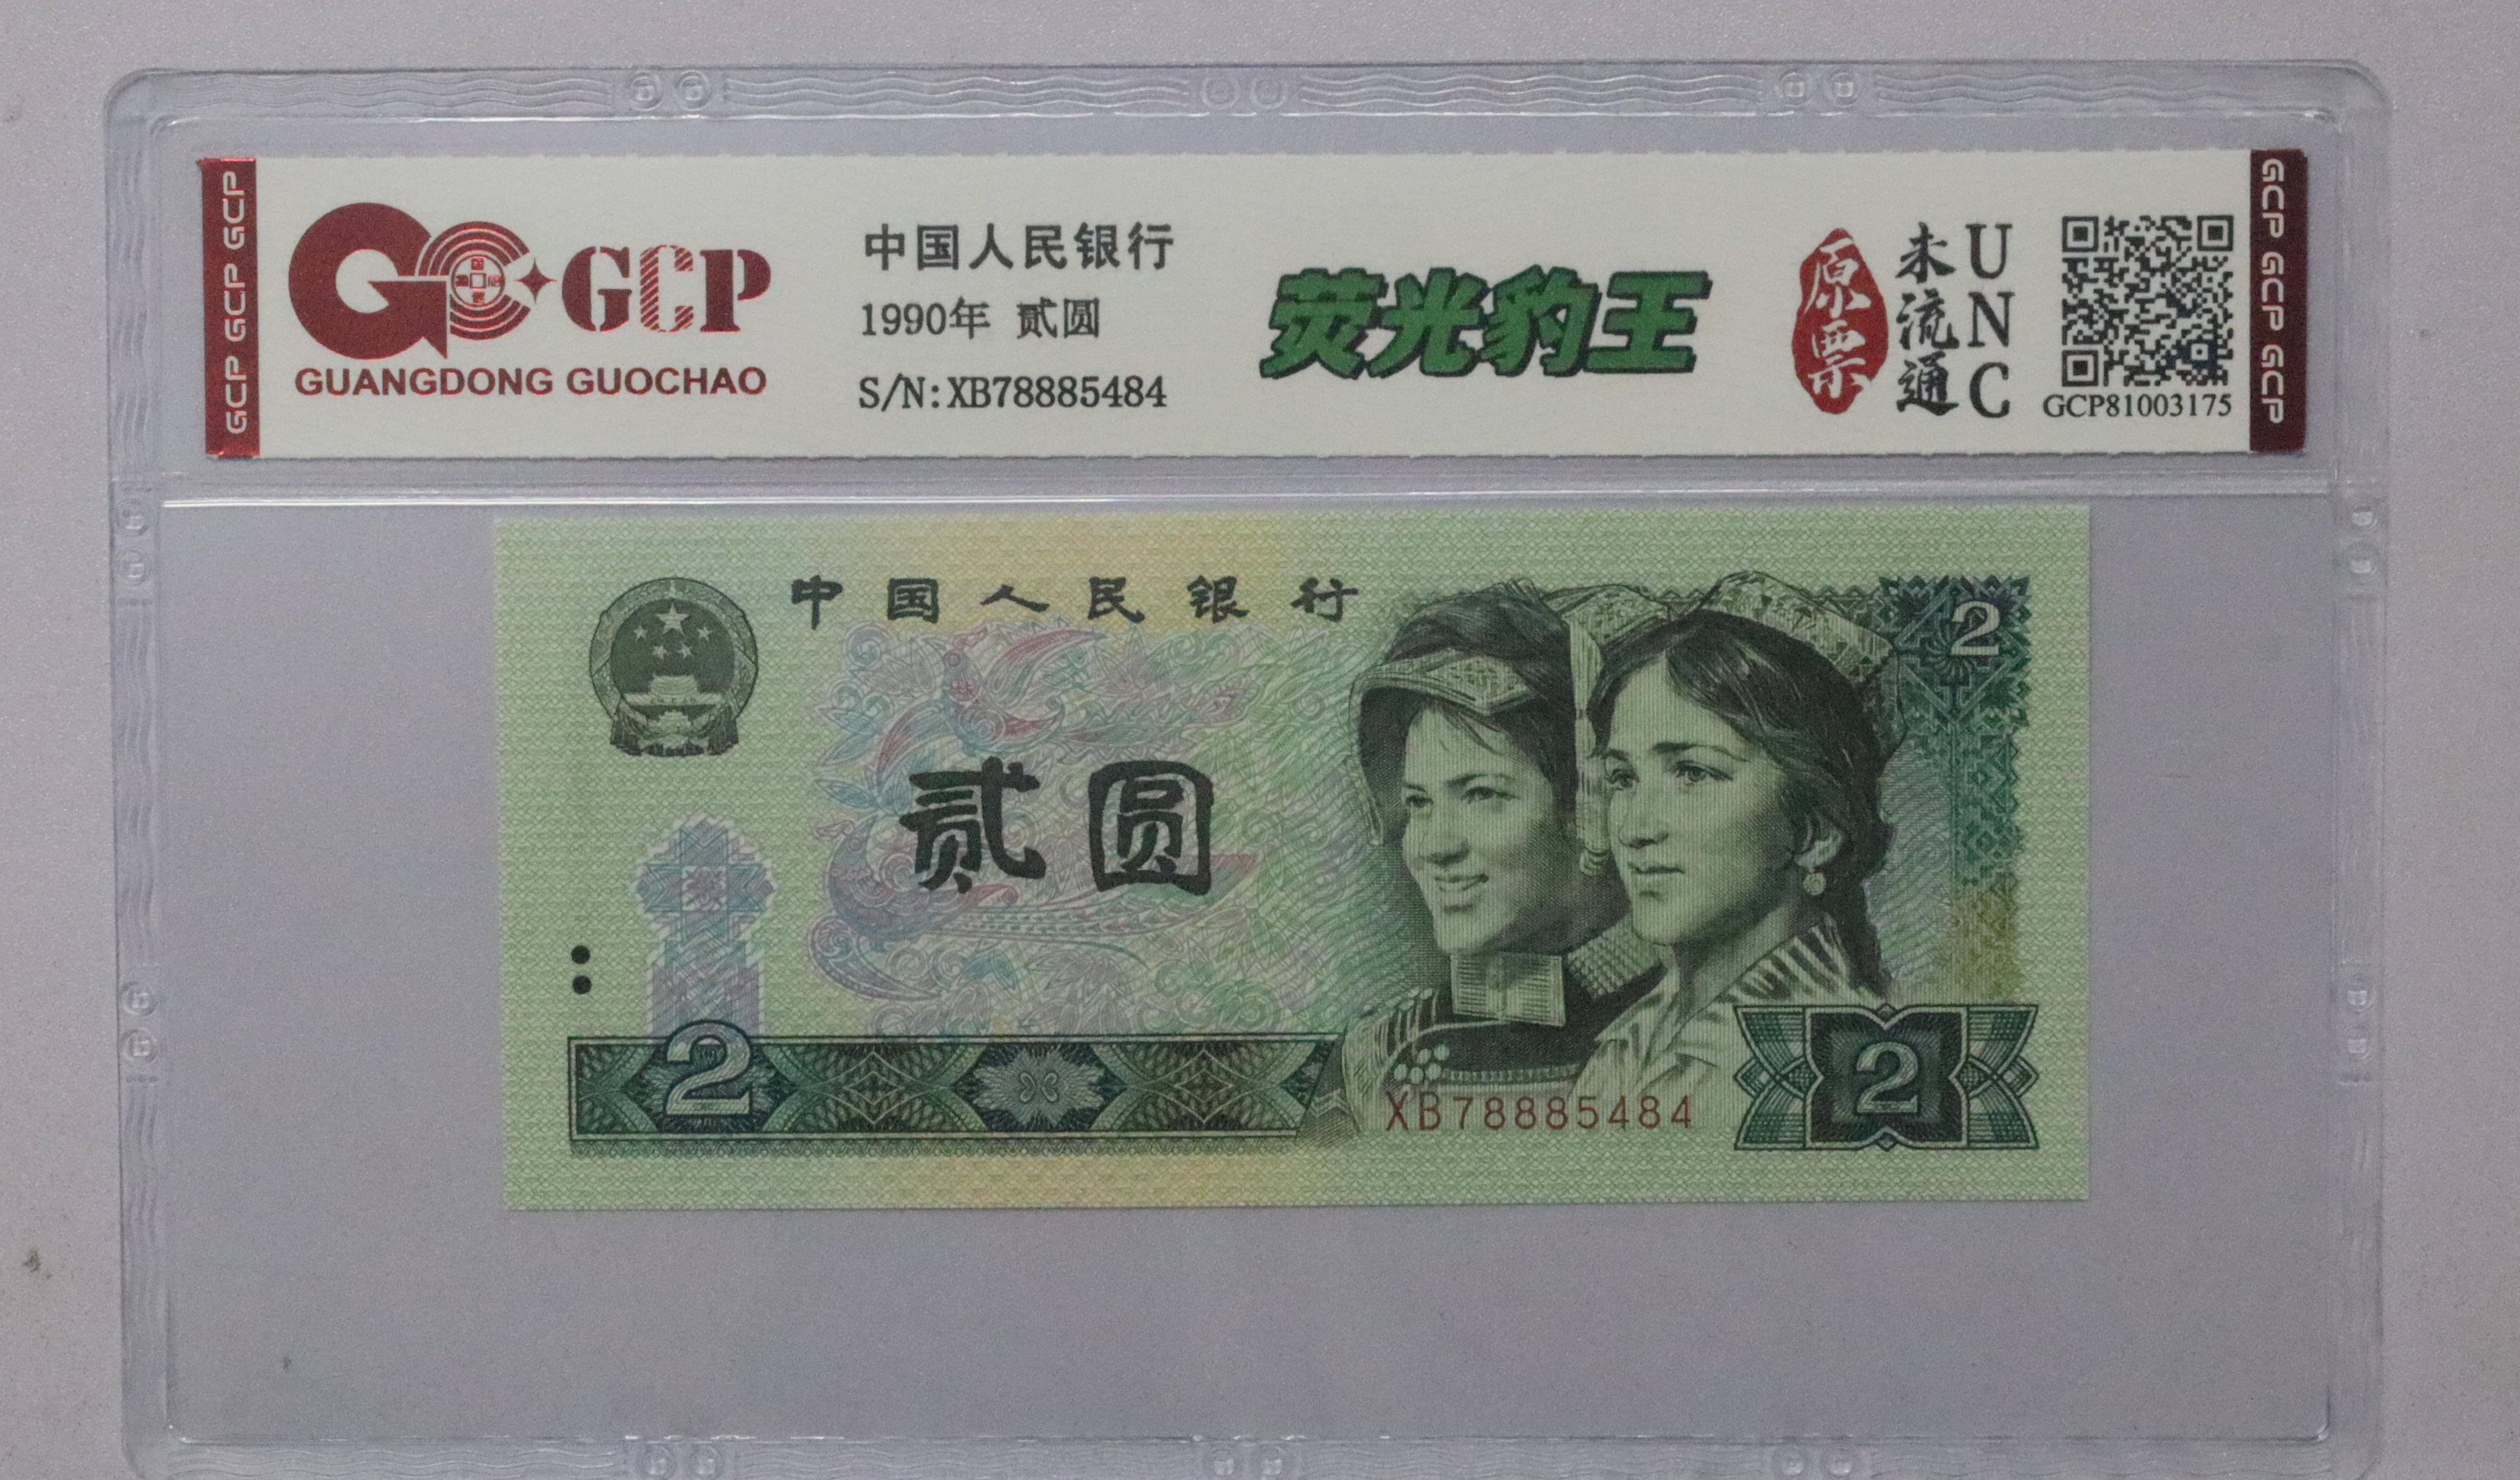 GCP GCP GCP
GCP
GUANGDONG GUOCHAO
中国人民银行
1990年 贰圆
S/N:XB78885484
荧光豹王
原票
未流通
UNC
GCP81003175
GCP GCP GCP
中国人民银行
2
贰圆
2
XB78885484
2